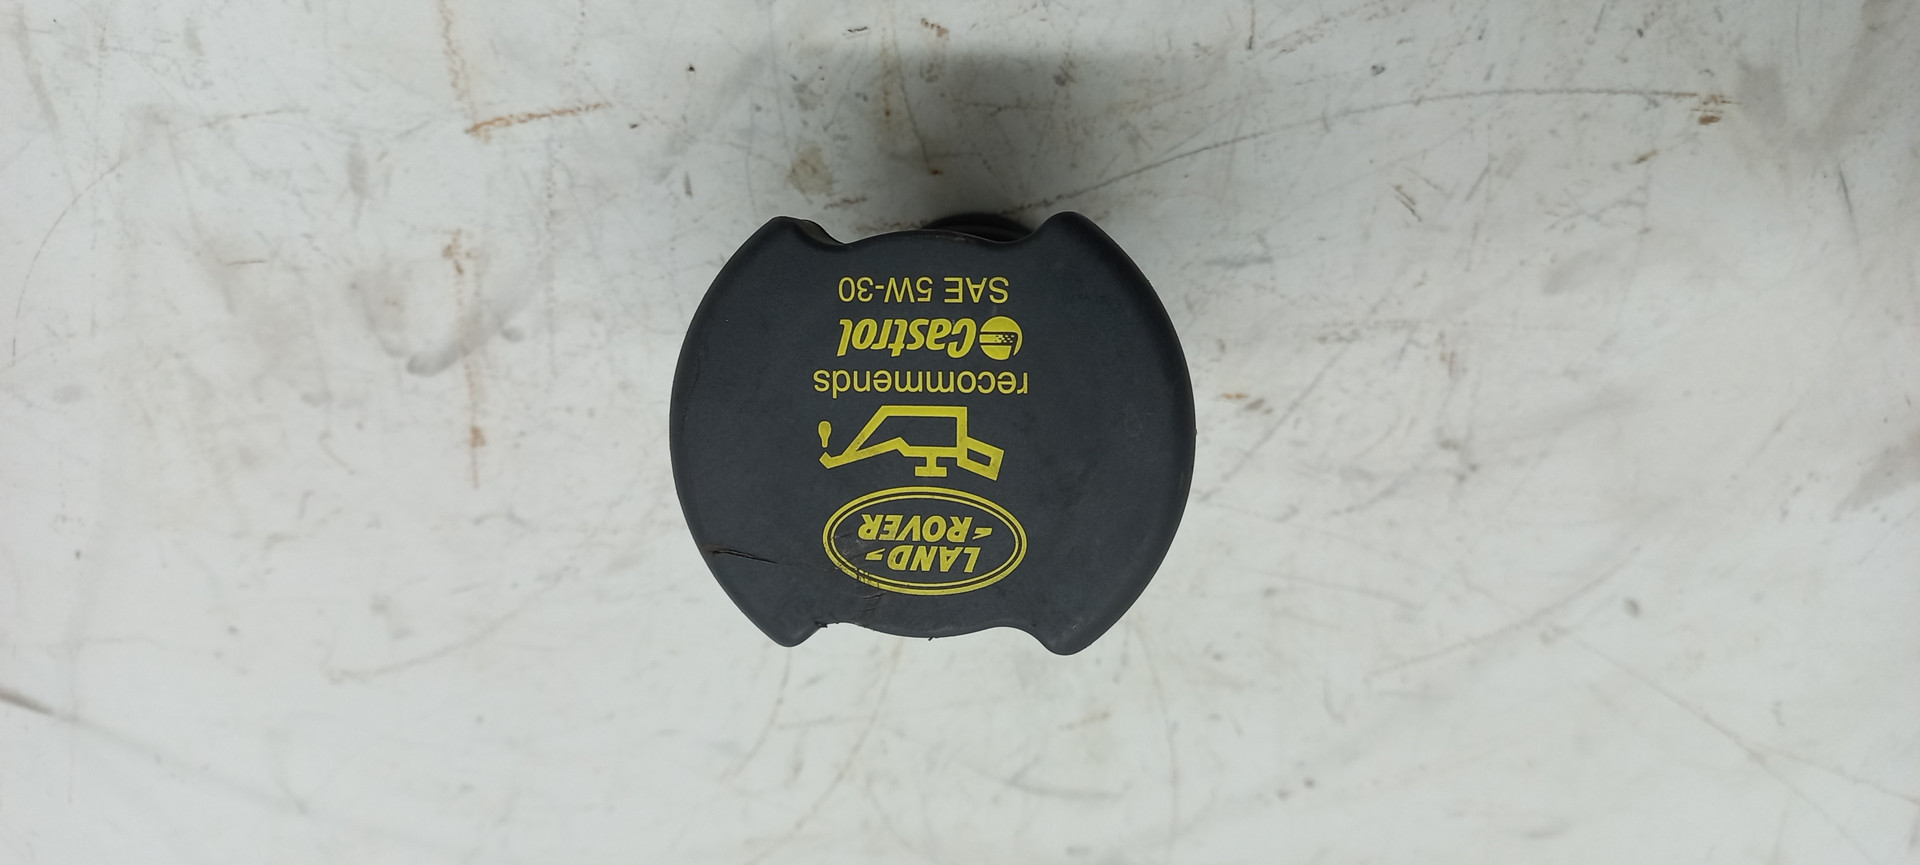 LAND
ROVER
recommends
Castrol
SAE 5W-30